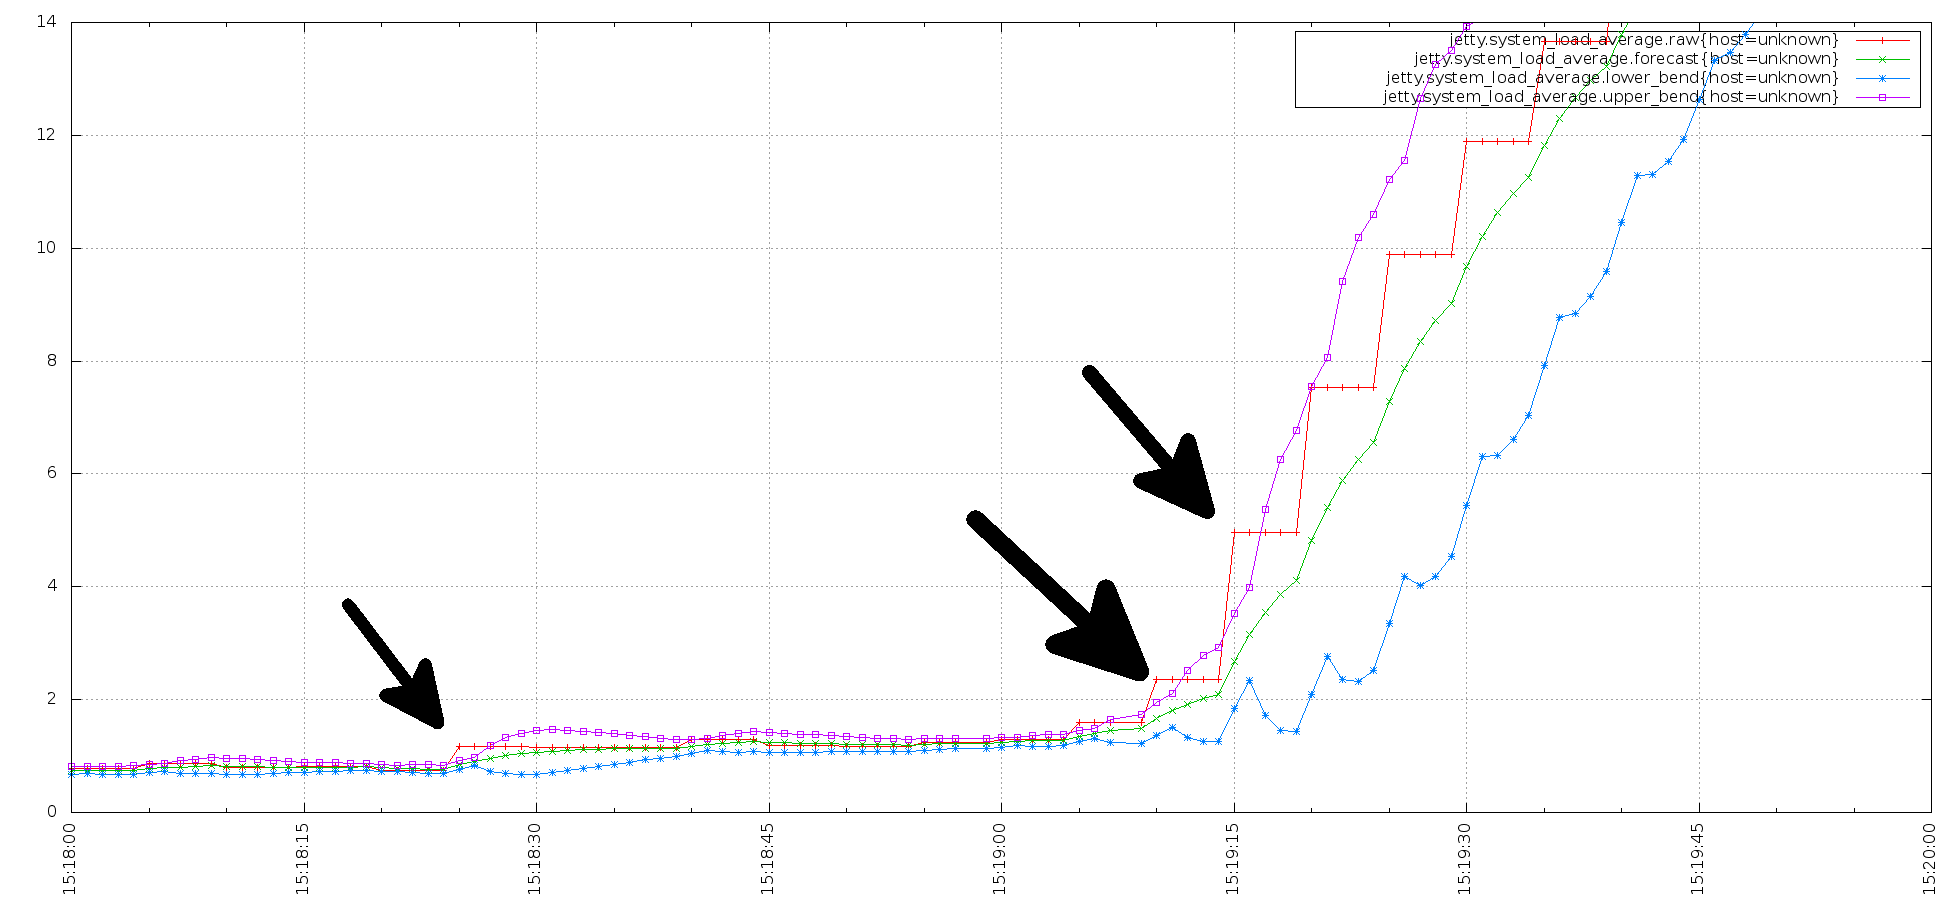 14
jetty.system_load_average.raw{host=unknown}
jetty.system_load_average.forecast{host=unknown}
jetty.system_load_average.lower_bend{host=unknown}
jetty.system_load_average.upper_bend{host=unknown}
12
10
8
6
4
2
0
15:18:00 15:18:15 15:18:30 15:18:45 15:19:00 15:19:15 15:19:30 15:19:45 15:20:00